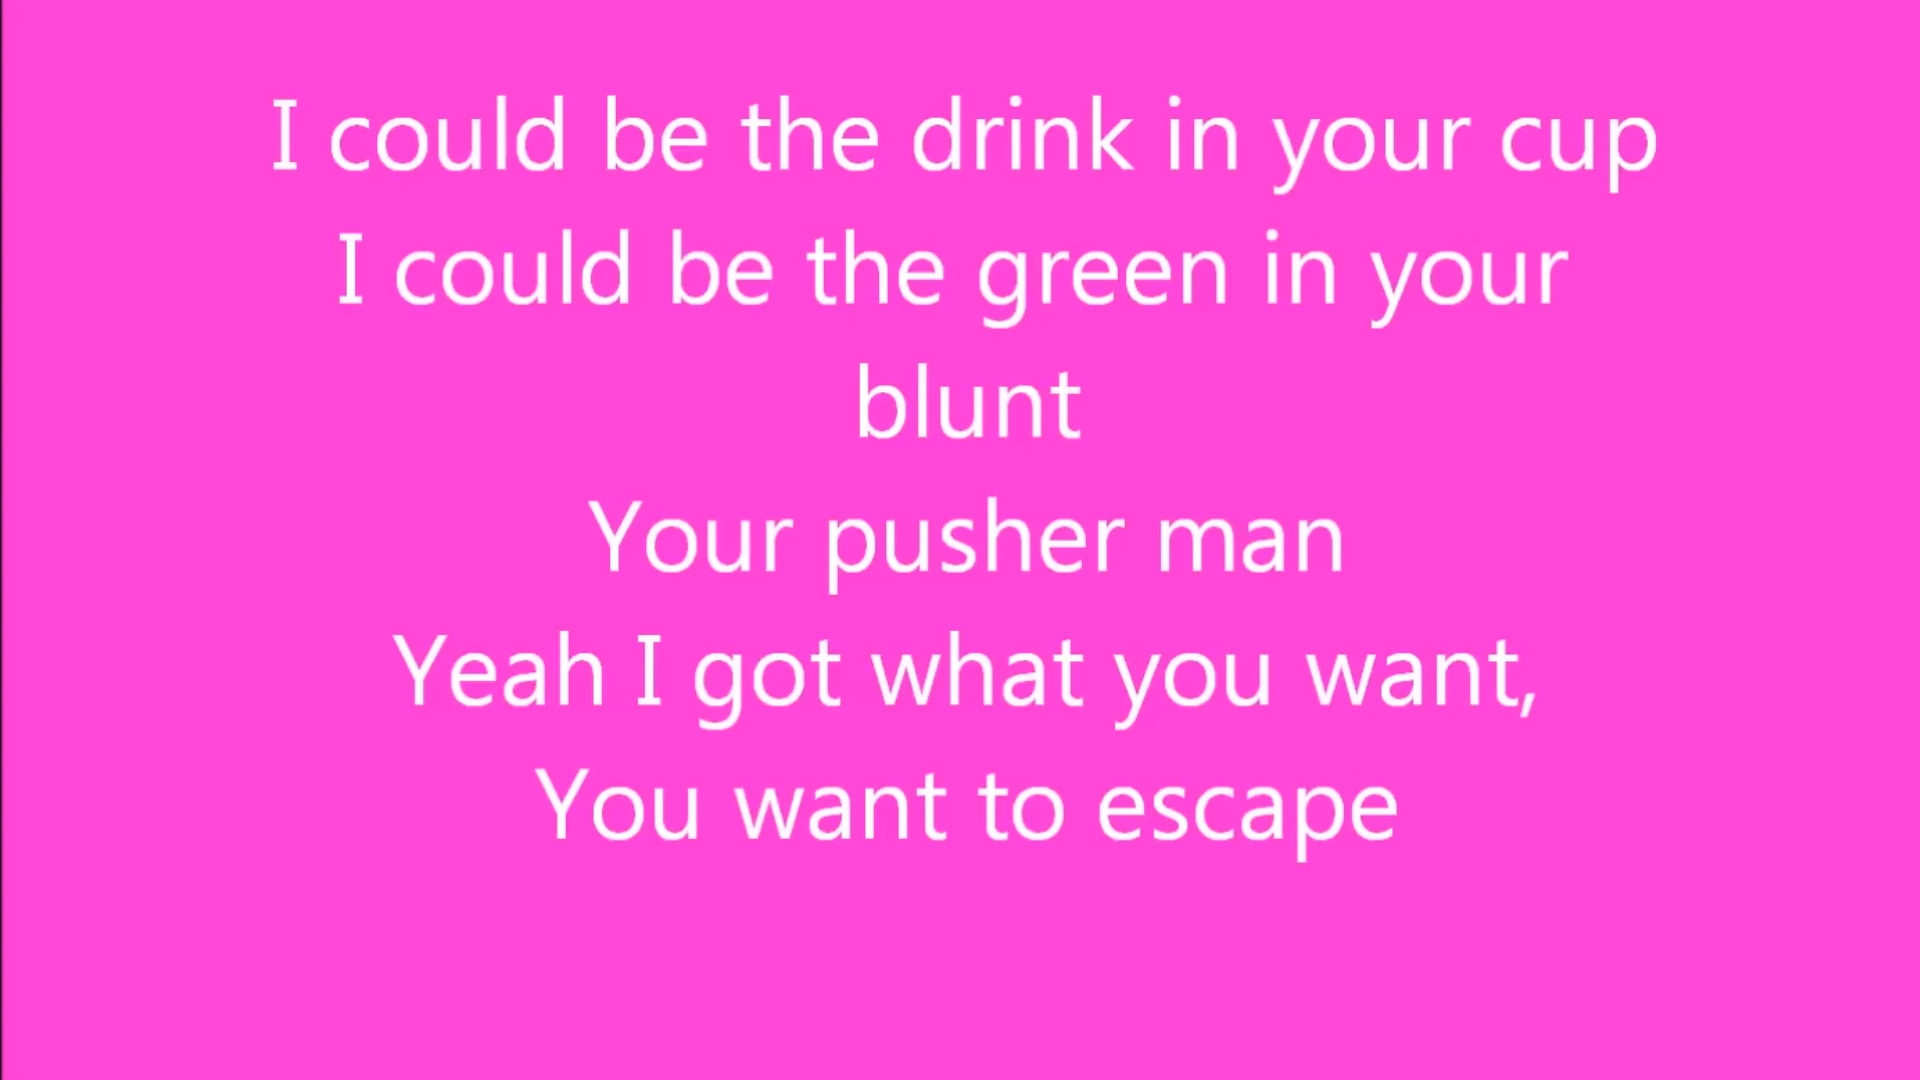 I could be the drink in your cup
I could be the green in your
blunt
Your pusher man
Yeah I got what you want,
You want to escape